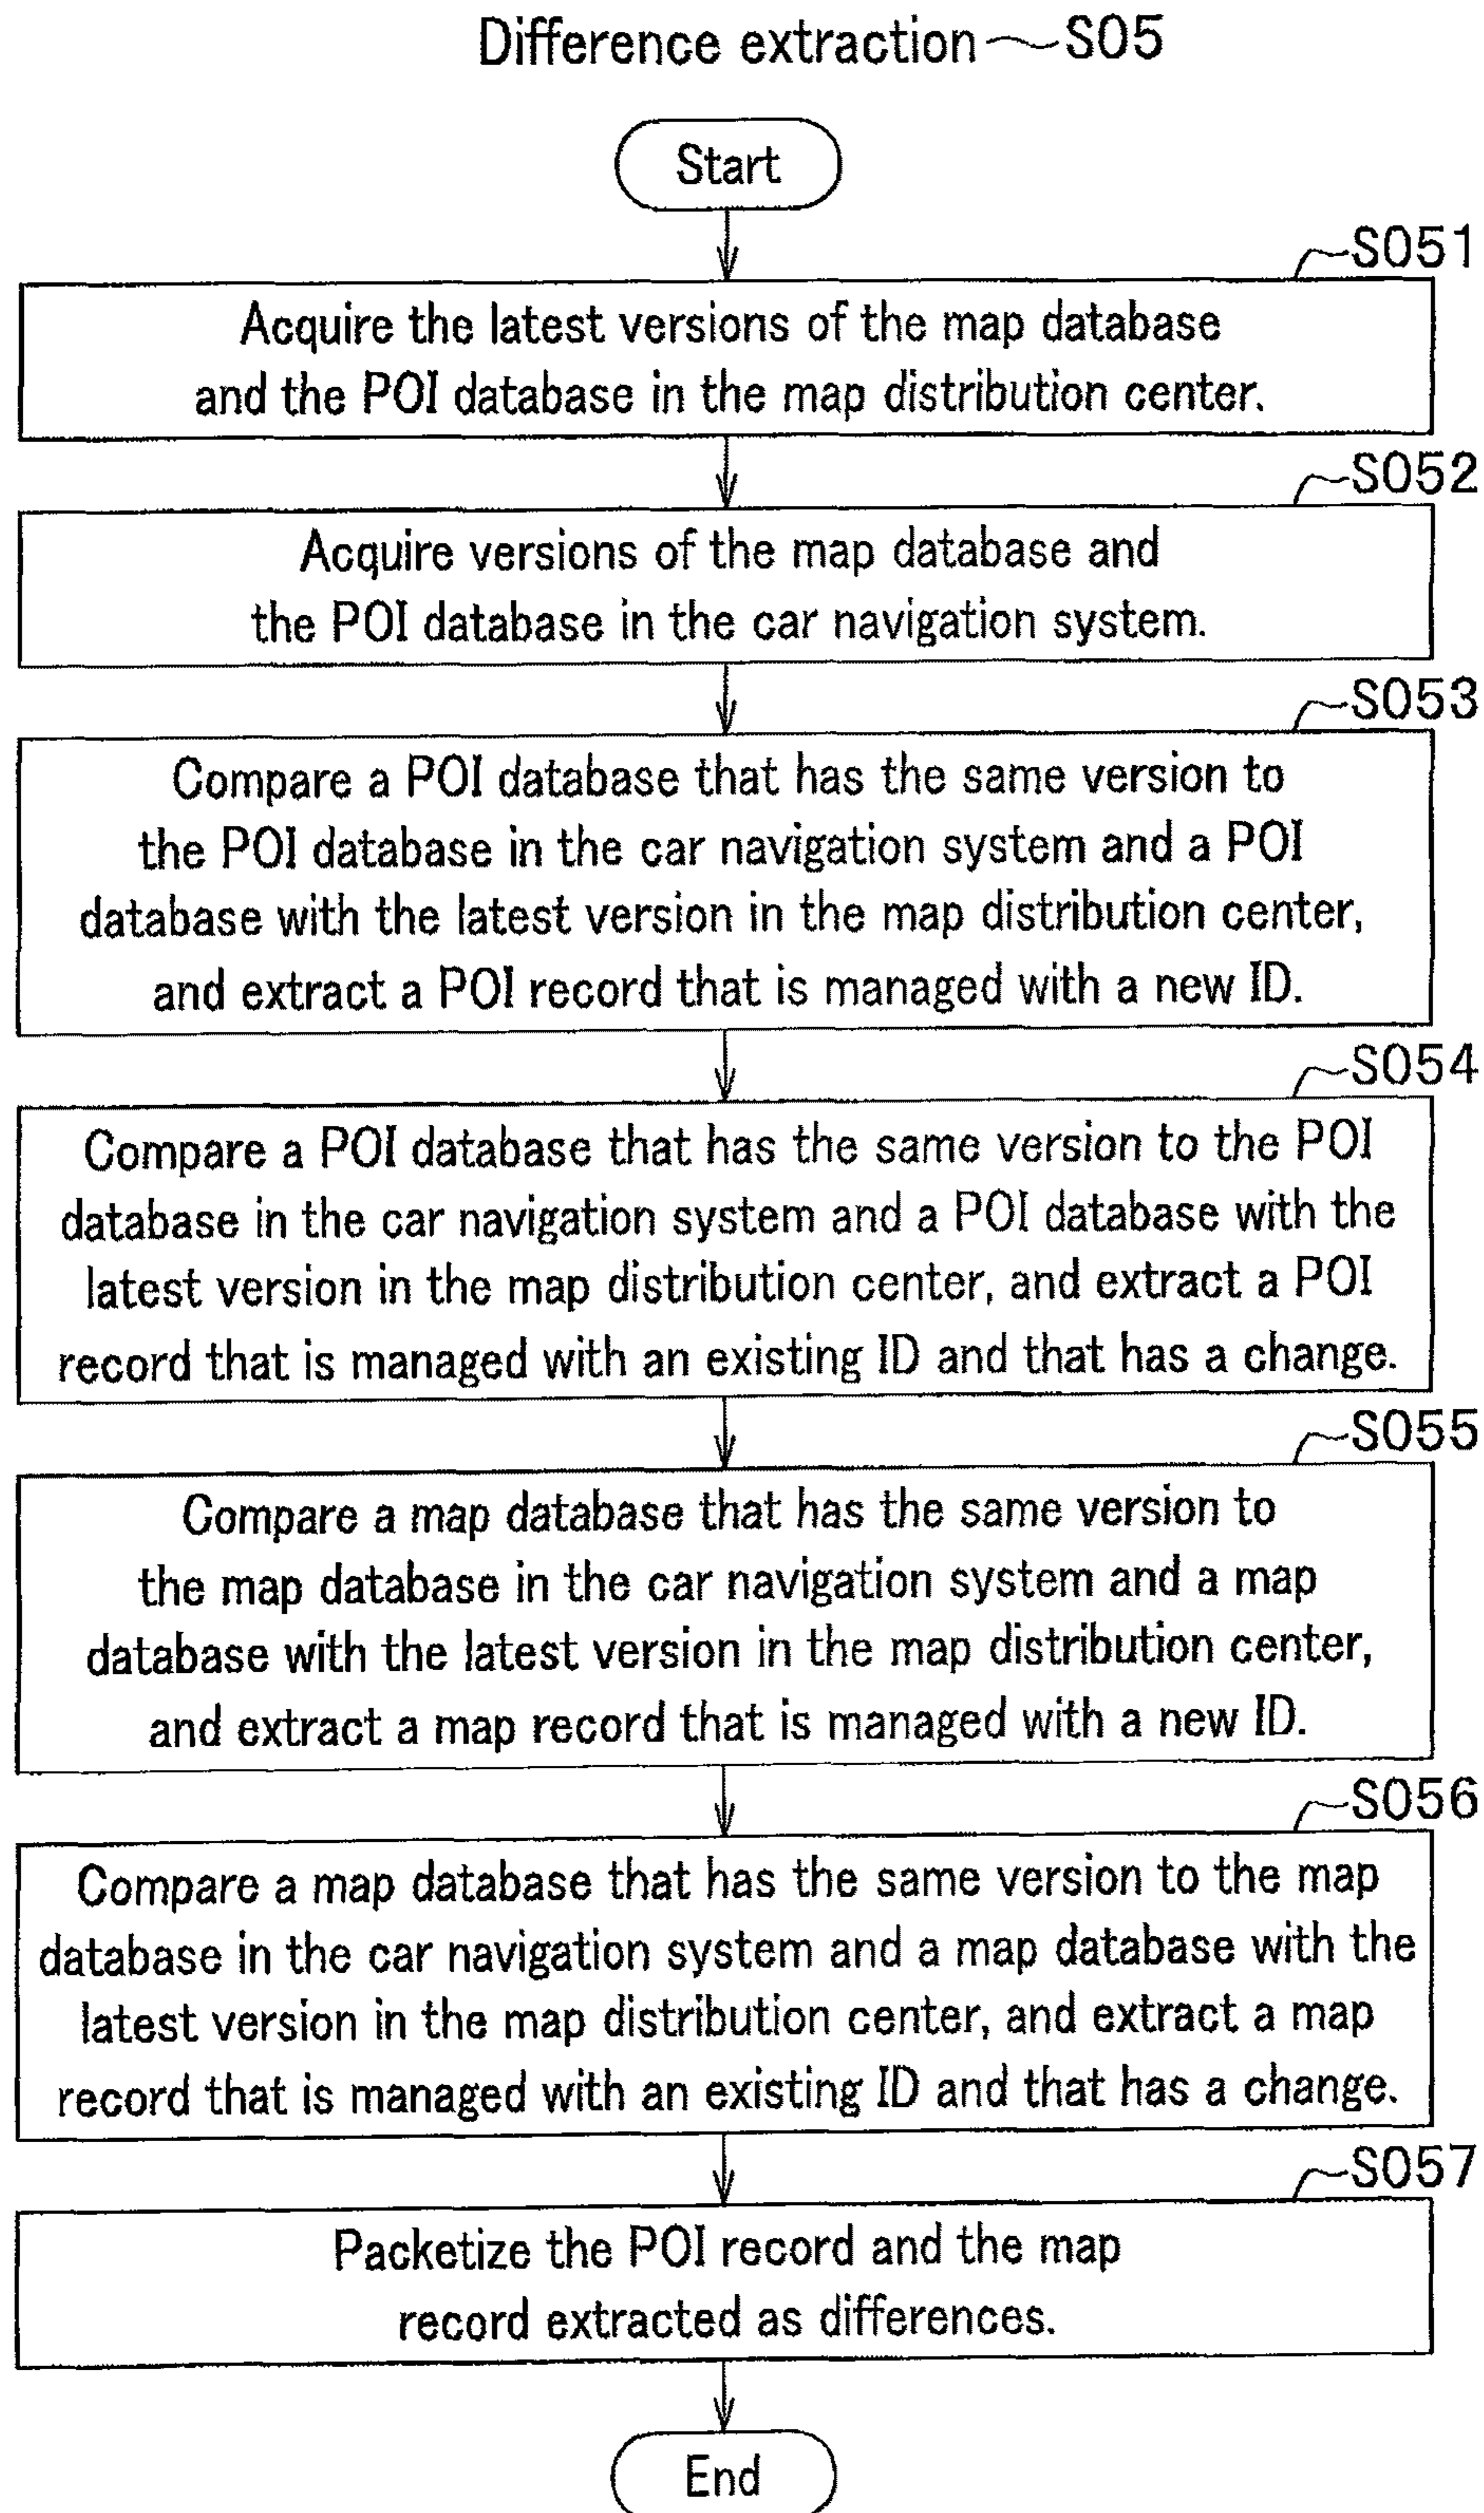 Difference extraction S05
Start
S051
Acquire the latest versions of the map database
and the POI database in the map distribution center.
S052
Acquire versions of the map database and
the POI database in the car navigation system.
S053
Compare a POI database that has the same version to
the POI database in the car navigation system and a POI
database with the latest version in the map distribution center,
and extract a POI record that is managed with a new ID.
S054
Compare a POI database that has the same version to the POI
database in the car navigation system and a POI database with the
latest version in the map distribution center, and extract a POI
record that is managed with an existing ID and that has a change.
S055
Compare a map database that has the same version to
the map database in the car navigation system and a map
database with the latest version in the map distribution center,
and extract a map record that is managed with a new ID.
S056
Compare a map database that has the same version to the map
database in the car navigation system and a map database with the
latest version in the map distribution center, and extract a map
record that is managed with an existing ID and that has a change.
S057
Packetize the POI record and the map
record extracted as differences.
End